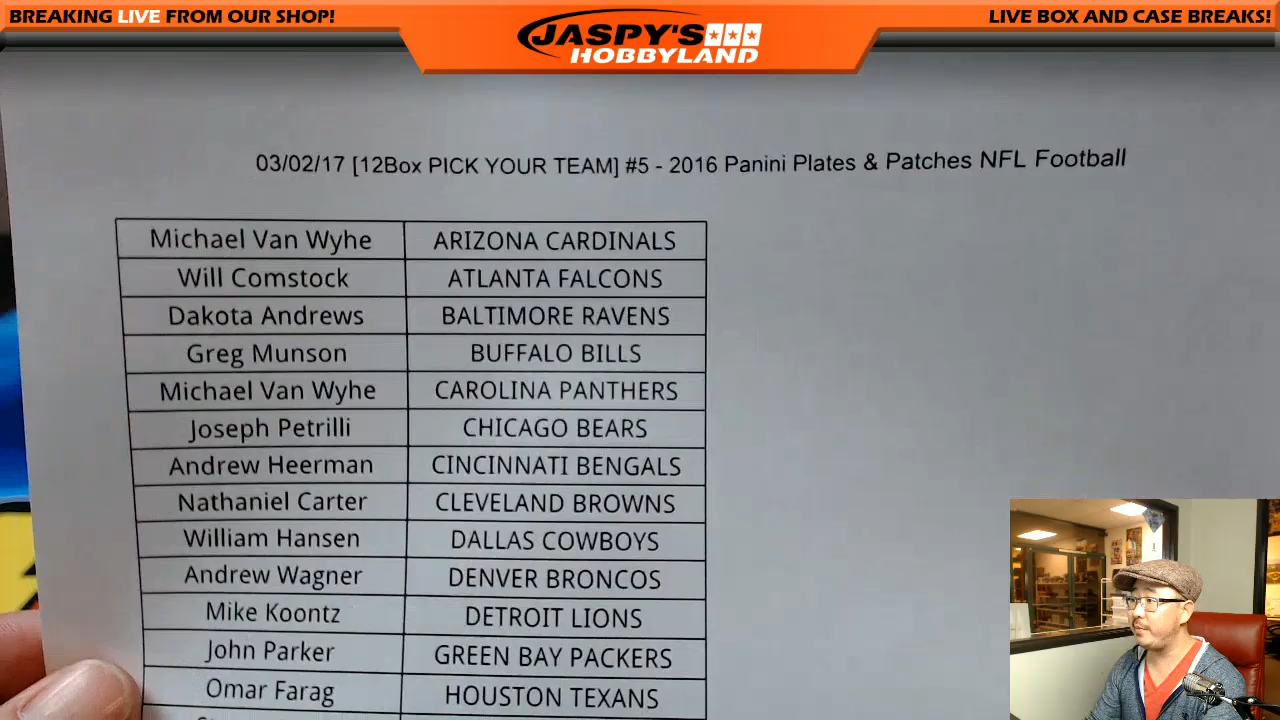 BREAKING LIVE FROM OUR SHOP!
LIVE BOX AND CASE BREAKS!
JASPY'S
HOBBYLAND
03/02/17 [12Box PICK YOUR TEAM] #5 - 2016 Panini Plates & Patches NFL Football
Michael Van Wyhe ARIZONA CARDINALS
Will Comstock ATLANTA FALCONS
Dakota Andrews BALTIMORE RAVENS
Greg Munson BUFFALO BILLS
Michael Van Wyhe CAROLINA PANTHERS
Joseph Petrilli CHICAGO BEARS
Andrew Heerman CINCINNATI BENGALS
Nathaniel Carter CLEVELAND BROWNS
William Hansen DALLAS COWBOYS
Andrew Wagner DENVER BRONCOS
Mike Koontz DETROIT LIONS
John Parker GREEN BAY PACKERS
Omar Farag HOUSTON TEXANS